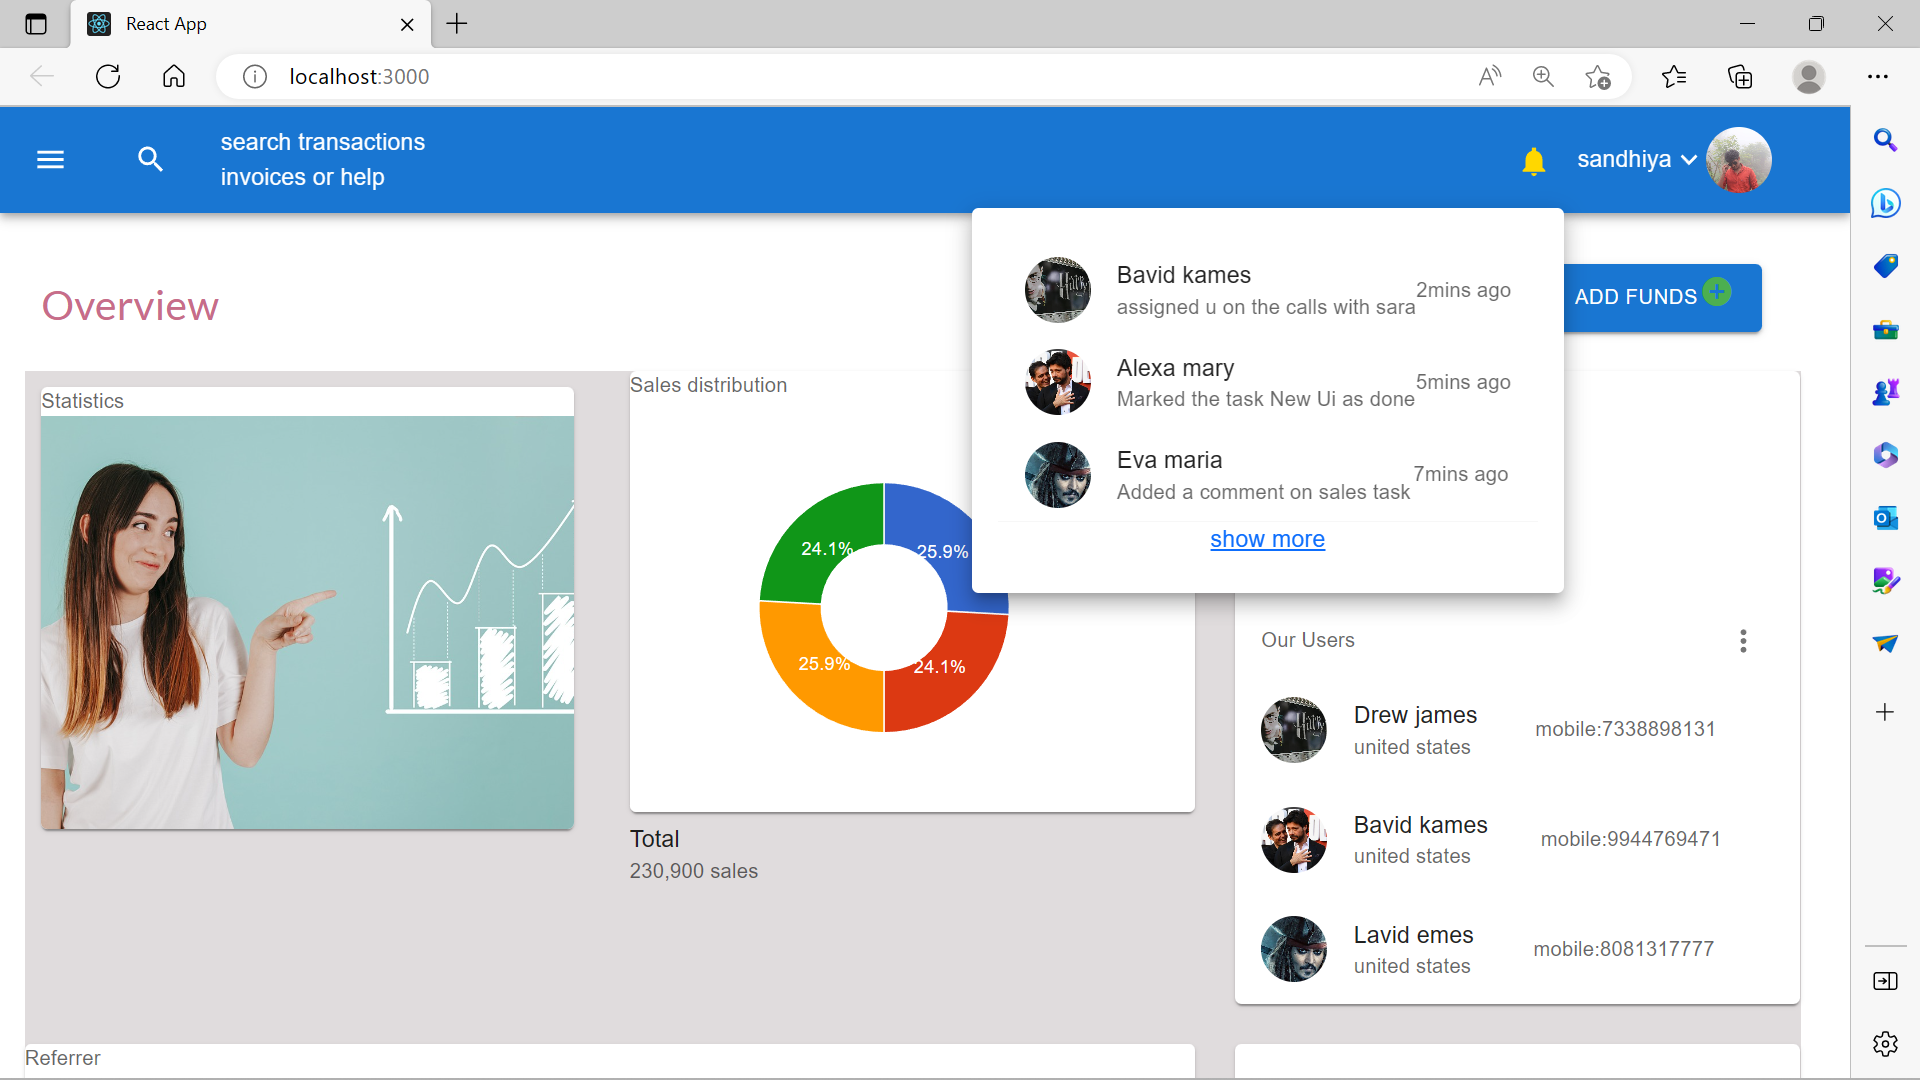 React App
localhost:3000
search transactions
invoices or help
sandhiya
Overview
ADD FUNDS
Bavid kames
assigned u on the calls with sara
2mins ago
Alexa mary
Marked the task New Ui as done
5mins ago
Eva maria
Added a comment on sales task
7mins ago
show more
Statistics
Sales distribution
24.1%
25.9%
25.9%
24.1%
Total
230,900 sales
Our Users
Drew james
united states
mobile:7338898131
Bavid kames
united states
mobile:9944769471
Lavid emes
united states
mobile:8081317777
Referrer